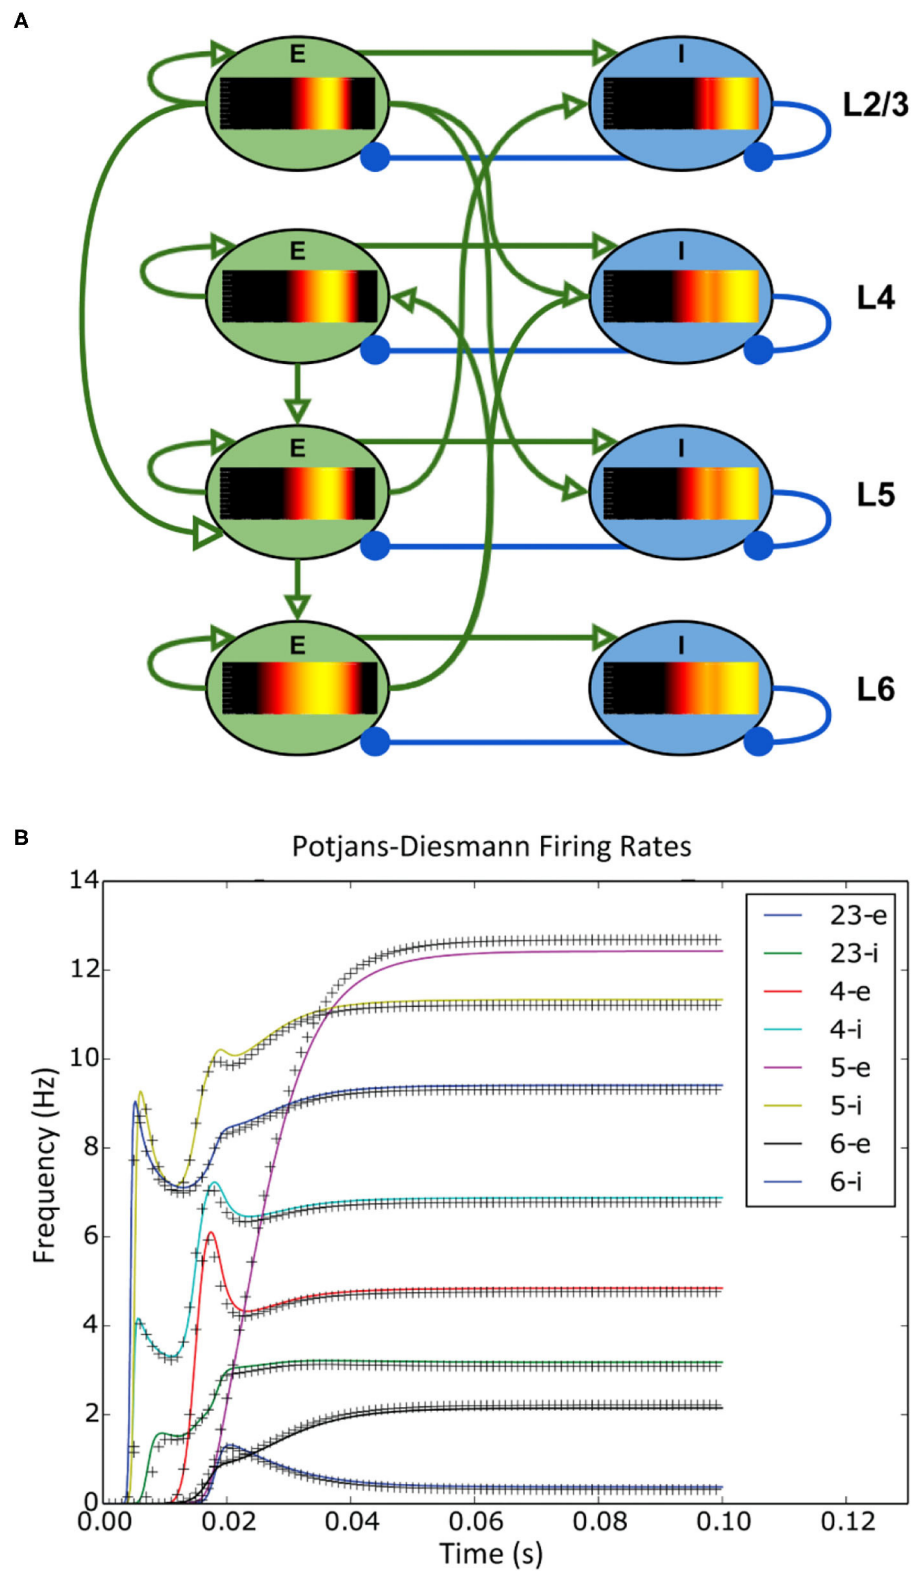 A
E I L2/3
E I L4
E I L5
E I L6
B
Potjans-Diesmann Firing Rates
14
12
10
8
6
4
2
0
Frequency (Hz)
23-e
23-i
4-e
4-i
5-e
5-i
6-e
6-i
0.00 0.02 0.04 0.06 0.08 0.10 0.12
Time (s)